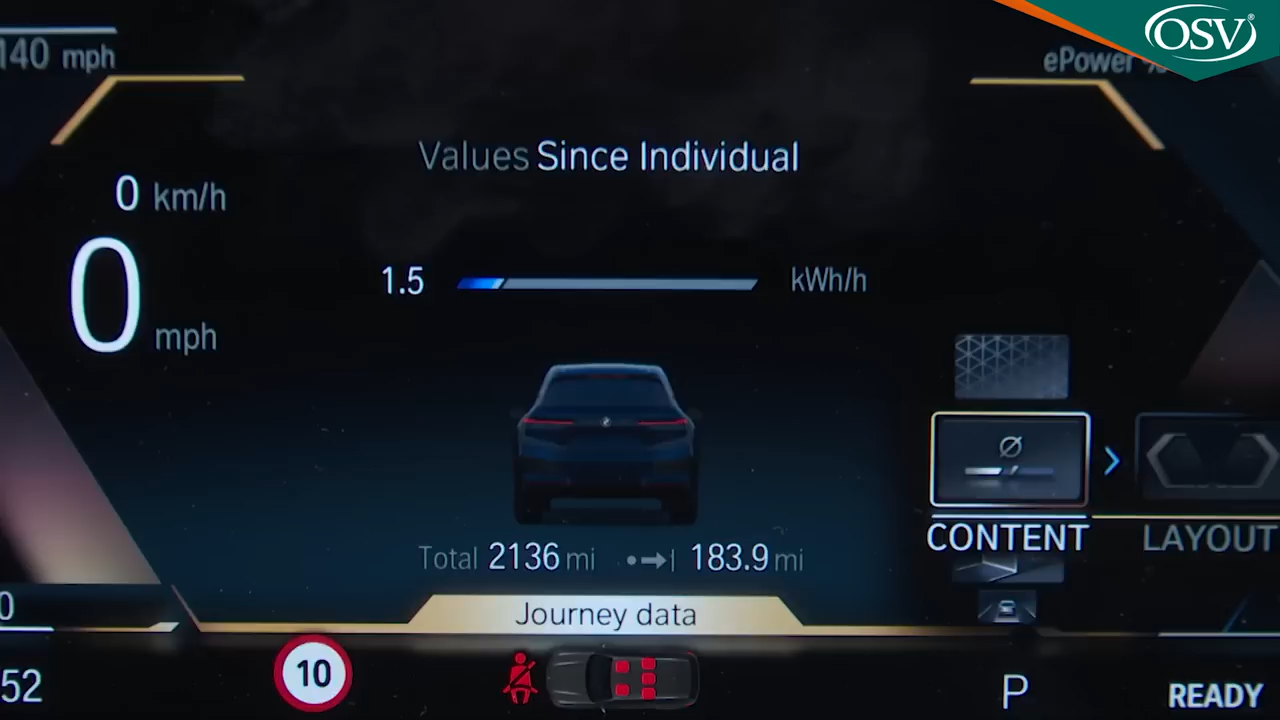 OSV®
140 mph
ePower %
Values Since Individual
0 km/h
0 mph
1.5 kWh/h
CONTENT
LAYOUT
Total 2136 mi 183.9 mi
Journey data
0
52
10
P
READY